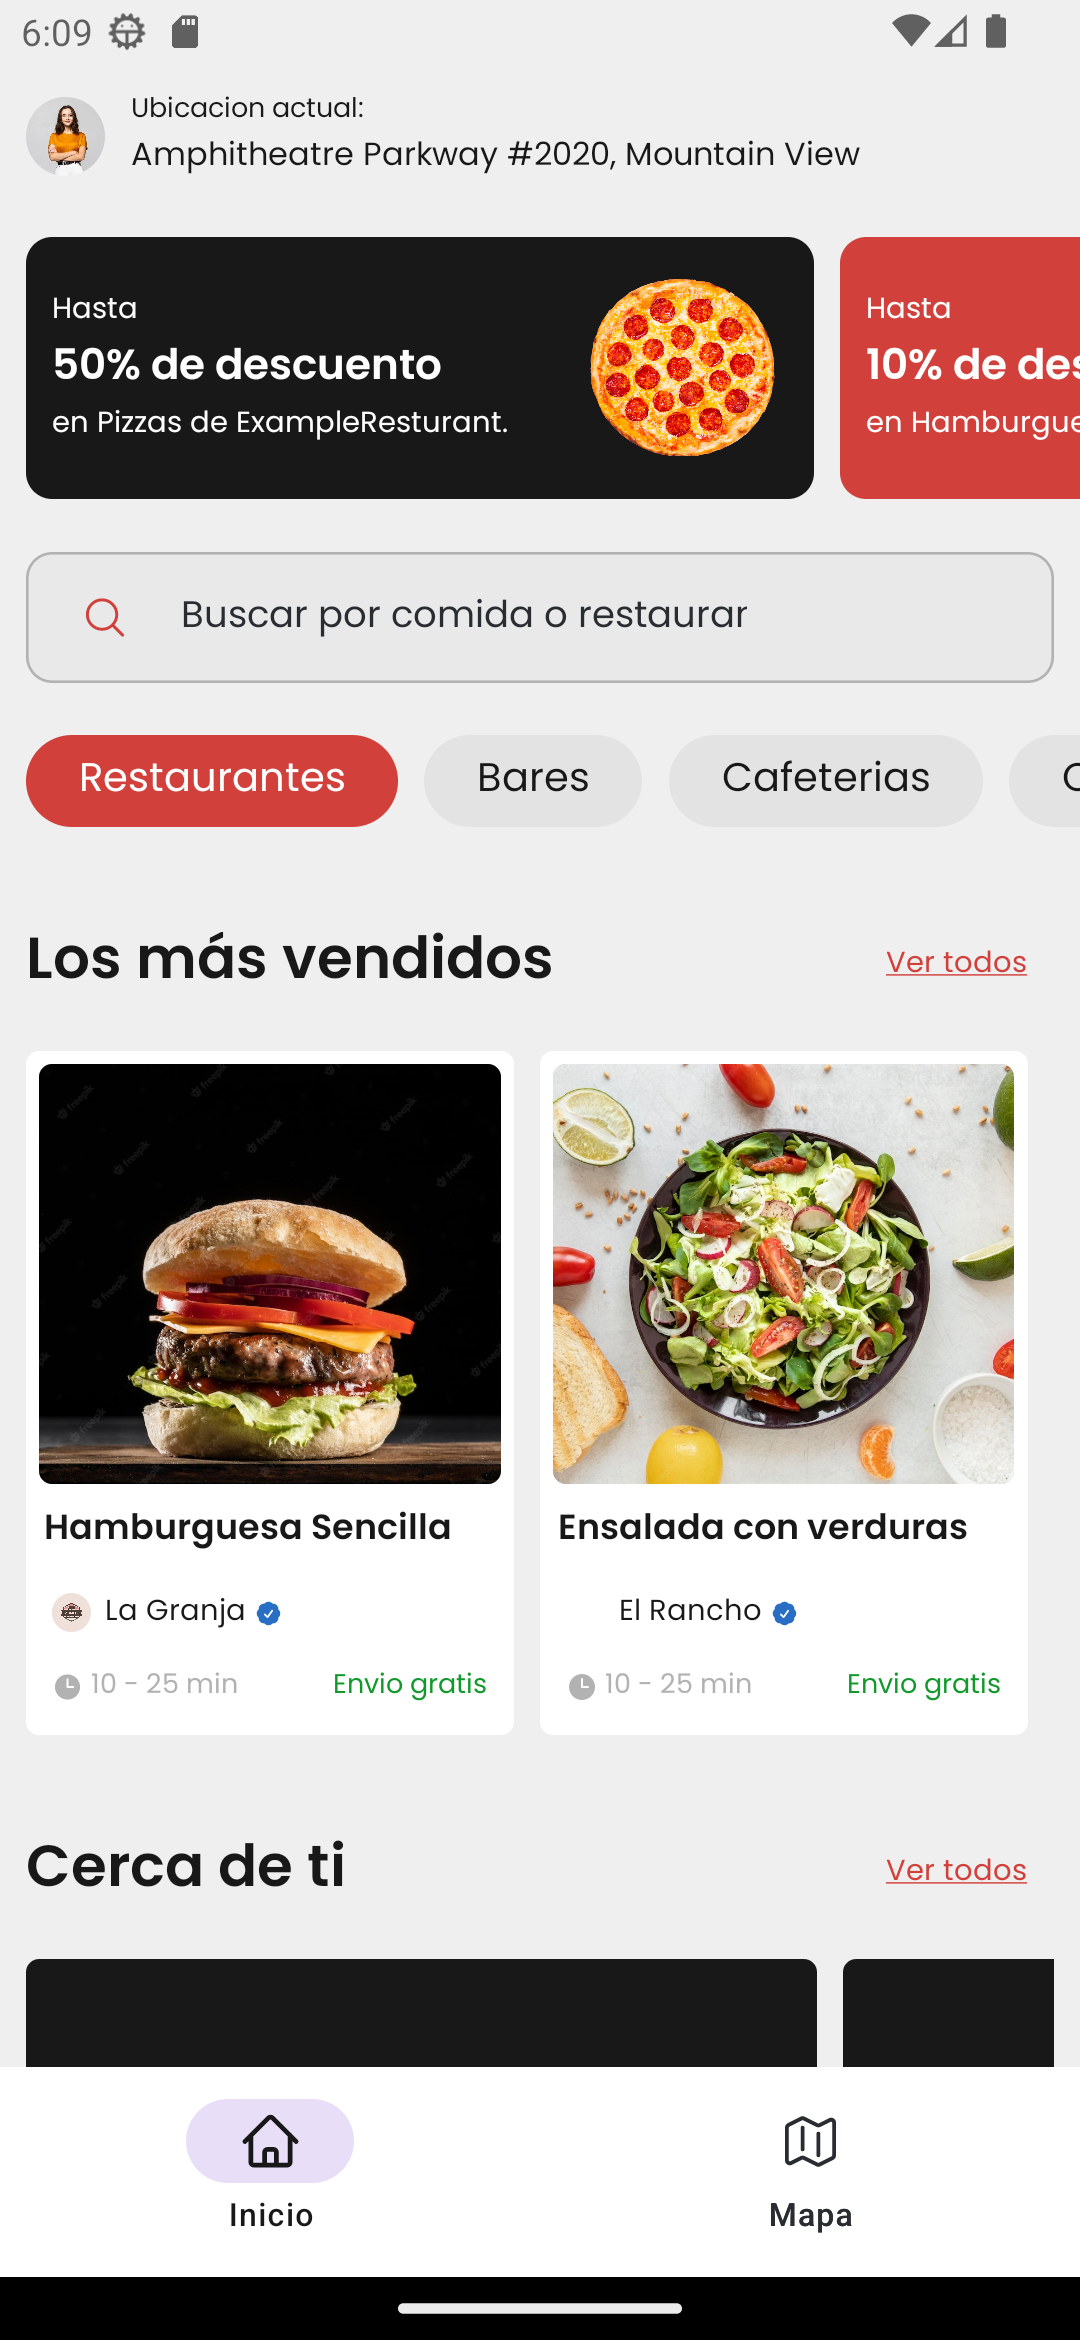 6:09
Ubicacion actual:
Amphitheatre Parkway #2020, Mountain View
Hasta
50% de descuento
en Pizzas de ExampleResturant.
Hasta
10% de des
en Hamburgue
Buscar por comida o restaurar
Restaurantes
Bares
Cafeterias
Los más vendidos
Ver todos
Hamburguesa Sencilla
La Granja
10 - 25 min
Envio gratis
Ensalada con verduras
El Rancho
10 - 25 min
Envio gratis
Cerca de ti
Ver todos
Inicio
Mapa